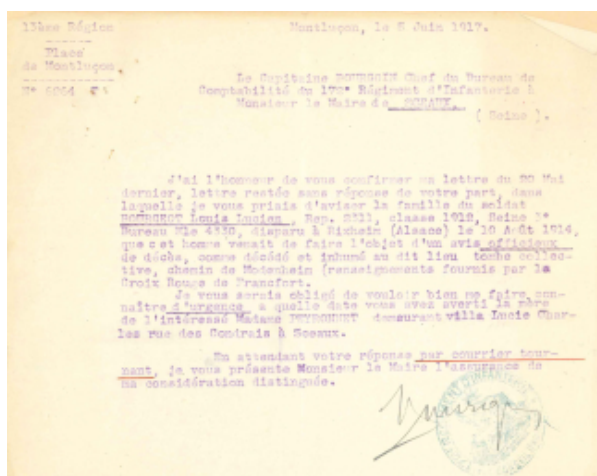 13ème Région
Montluçon, le 8 Juin 1917.
Place
de Montluçon
N°
Le Capitaine BOURGOIN Chef du Bureau de
Comptabilité du 17 Régiment d'Infanterie à
Monsieur le Maire de SCEAUX,
( Seine ).
J'ai l'honneur de vous confirmer ma lettre du 20 Mai
dernier, lettre restée sans réponse de votre part, dans
laquelle je vous priais d'aviser la famille du soldat
Louis Lucien , Rep. classe 1912, Seine
Bureau Mle 4330, disparu à Rixheim (Alsace) le 10 Août 1914,
que cet homme venait de faire l'objet d'un avis officieux
de décès, comme décédé et inhumé au dit lieu tombe collec-
tive, chemin de Modenheim (renseignements fournis par la
Croix Rouge de Francfort.
Je vous serais obligé de vouloir bien me faire con-
naître d'urgence, a quelle date vous avez averti la mère
de l'intéressé Madame demeurant villa Lucie Char-
les rue des à Sceaux.
En attendant votre réponse par courrier tour-
nant, je vous présente Monsieur le Maire l'assurance de
ma considération distinguée.